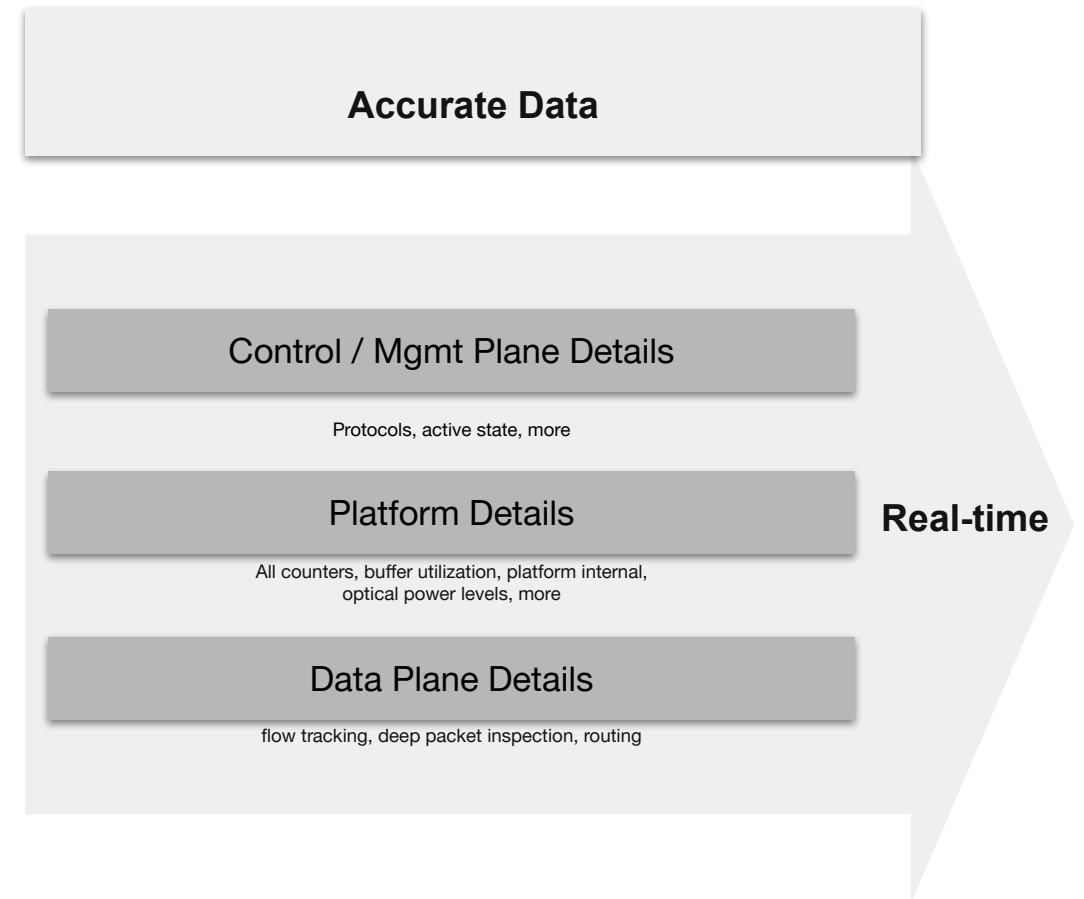 Accurate Data
Control / Mgmt Plane Details
Protocols, active state, more
Platform Details
Real-time
All counters, buffer utilization, platform internal,
optical power levels, more
Data Plane Details
flow tracking, deep packet inspection, routing